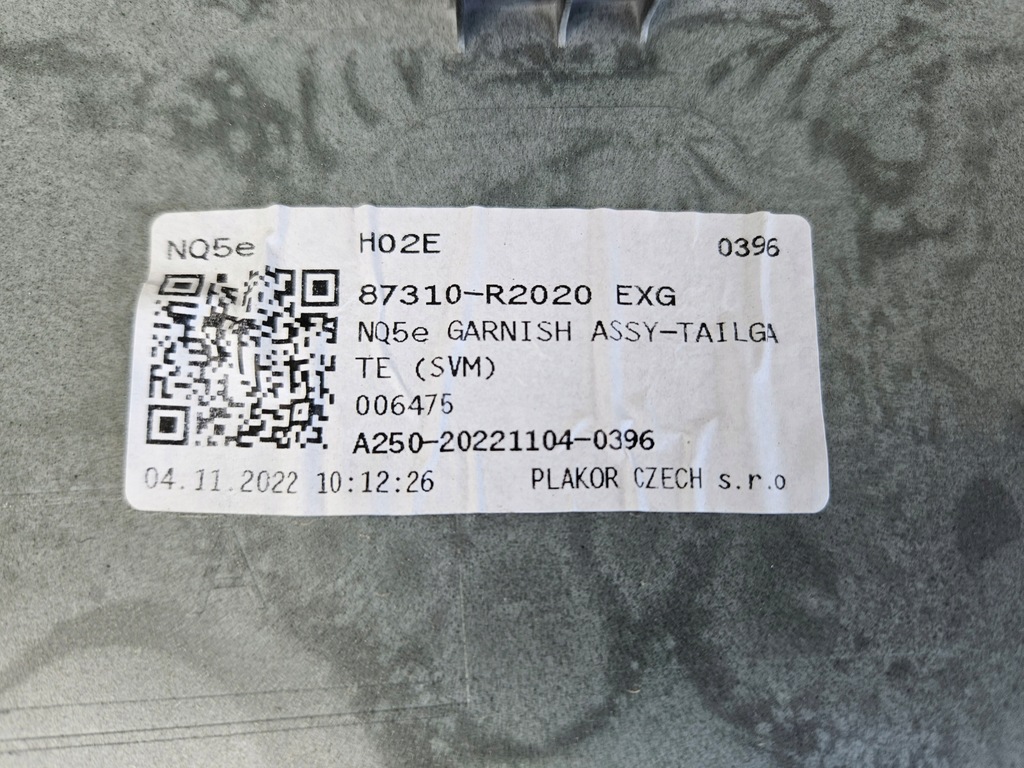 NQ5e H02E 0396
87310-R2020 EXG
NQ5e GARNISH ASSY-TAILGA
TE (SVM)
006475
A250-20221104-0396
04.11.2022 10:12:26 PLAKOR CZECH s.r.o